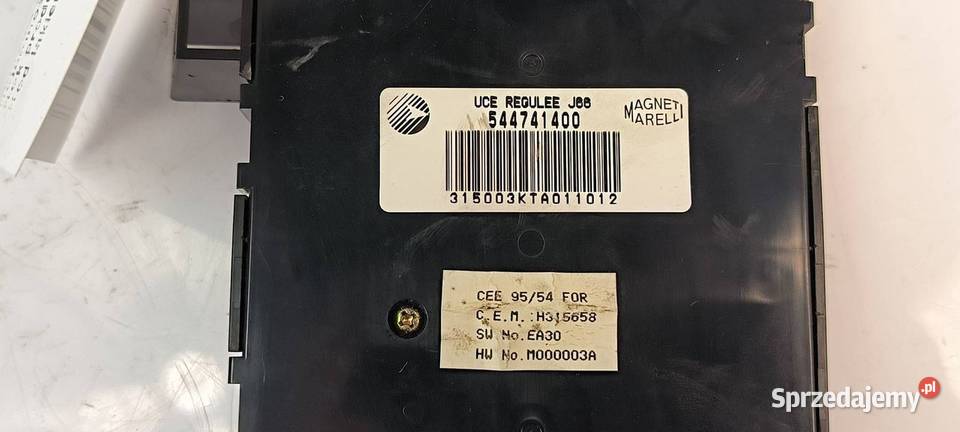 UCE REGULEE J66
544741400
MAGNETI
MARELLI
315003KTA011012
CEE 95/54 FOR
C.E.M.:H315658
SW No.EA30
HW No.M000003A
Sprzedajemy.pl